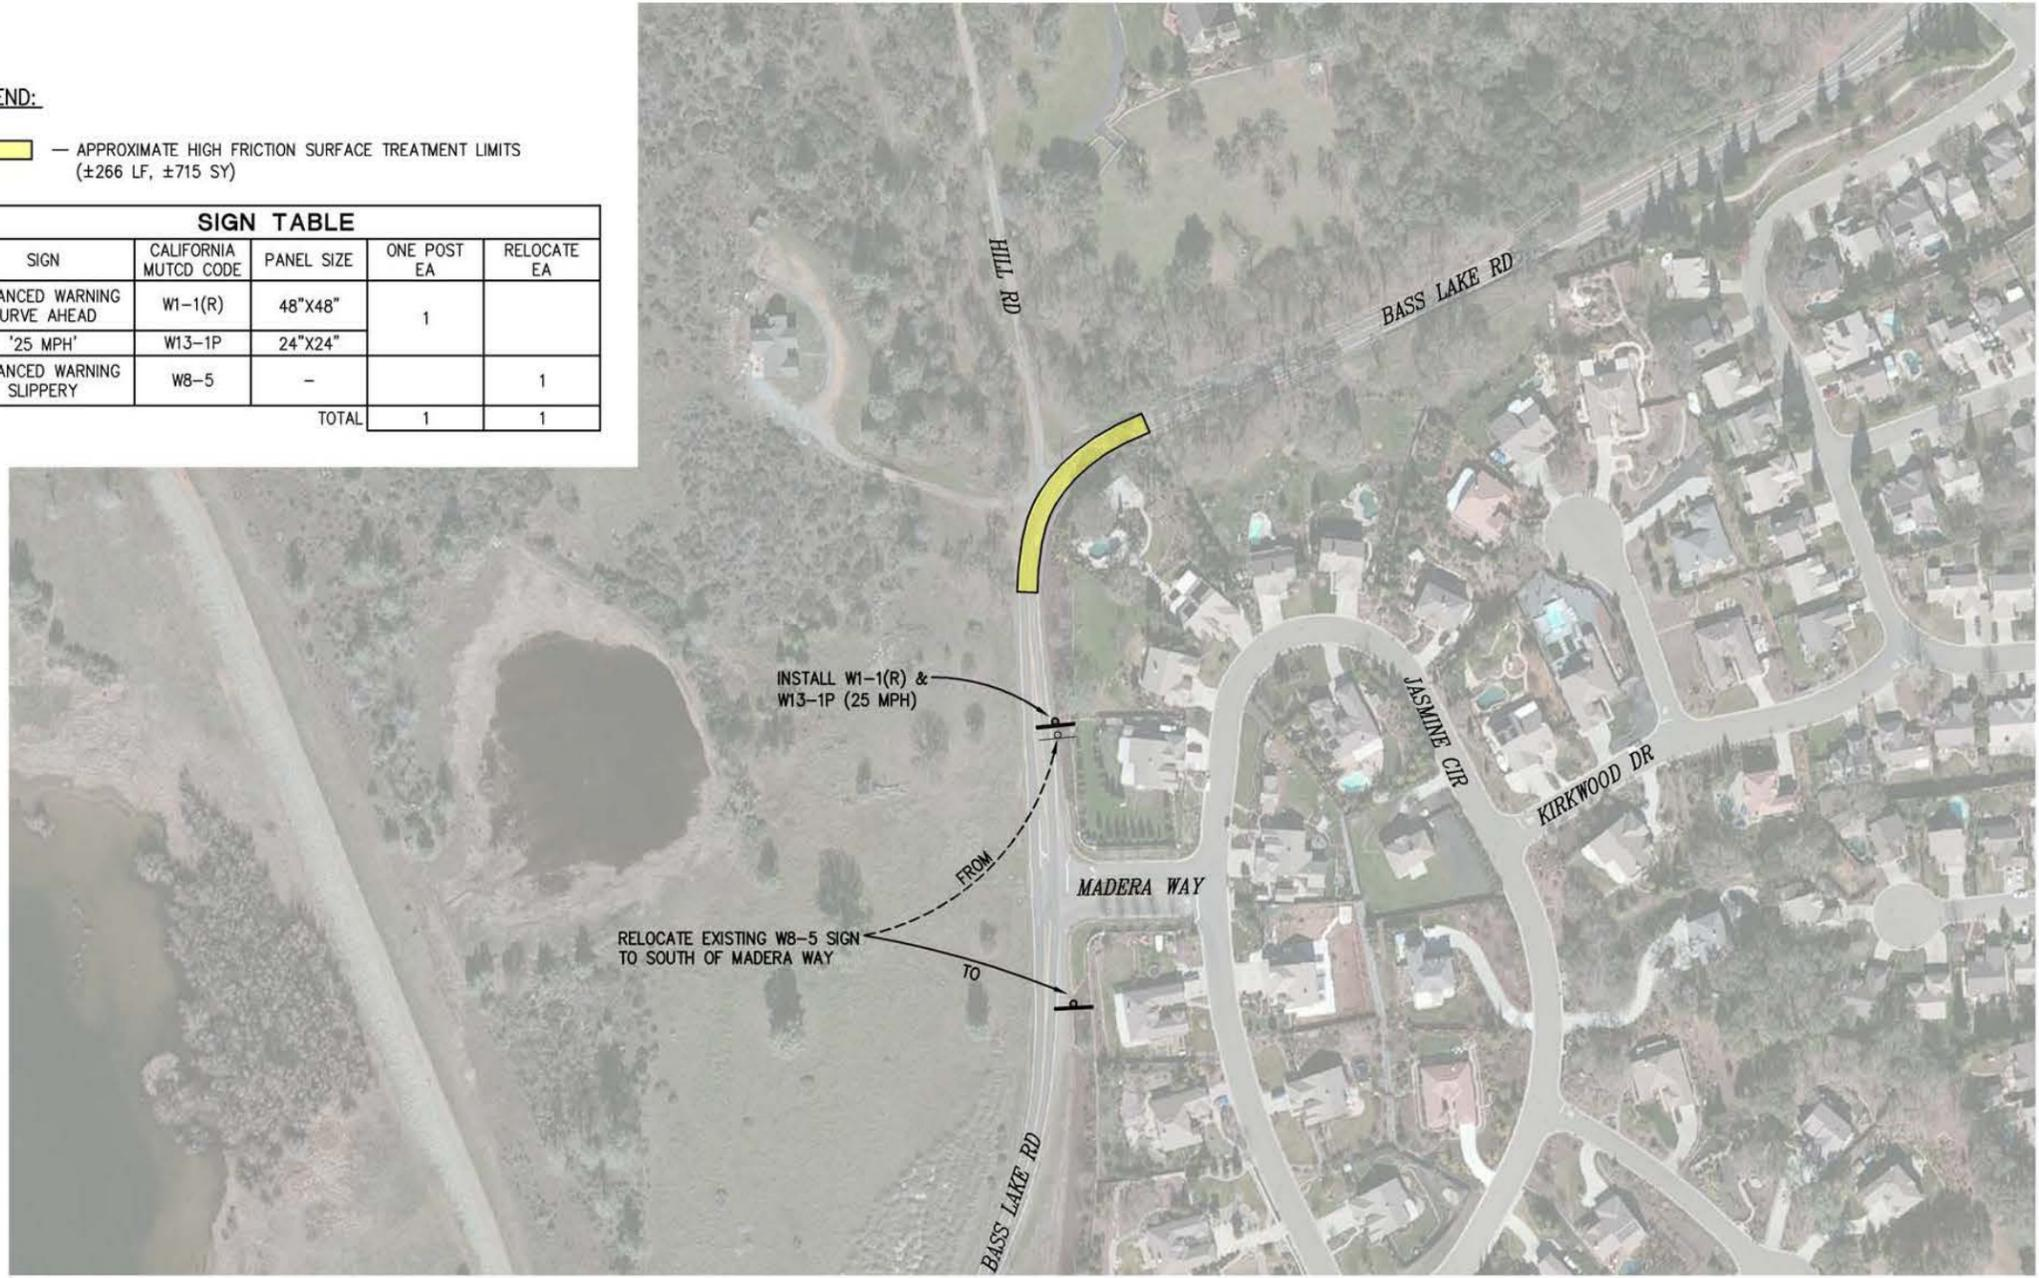 END:
— APPROXIMATE HIGH FRICTION SURFACE TREATMENT LIMITS
(±266 LF, ±715 SY)
SIGN TABLE
SIGN
CALIFORNIA
MUTCD CODE
PANEL SIZE
ONE POST
EA
RELOCATE
EA
ANCED WARNING
URVE AHEAD
W1-1(R)
48"X48"
1
'25 MPH'
W13-1P
24"X24"
ANCED WARNING
SLIPPERY
W8-5
-
1
TOTAL
1
1
HILL RD
BASS LAKE RD
INSTALL W1-1(R) &
W13-1P (25 MPH)
JASMINE CIR
KIRKWOOD DR
FROM
MADERA WAY
RELOCATE EXISTING W8-5 SIGN
TO SOUTH OF MADERA WAY
TO
BASS LAKE RD